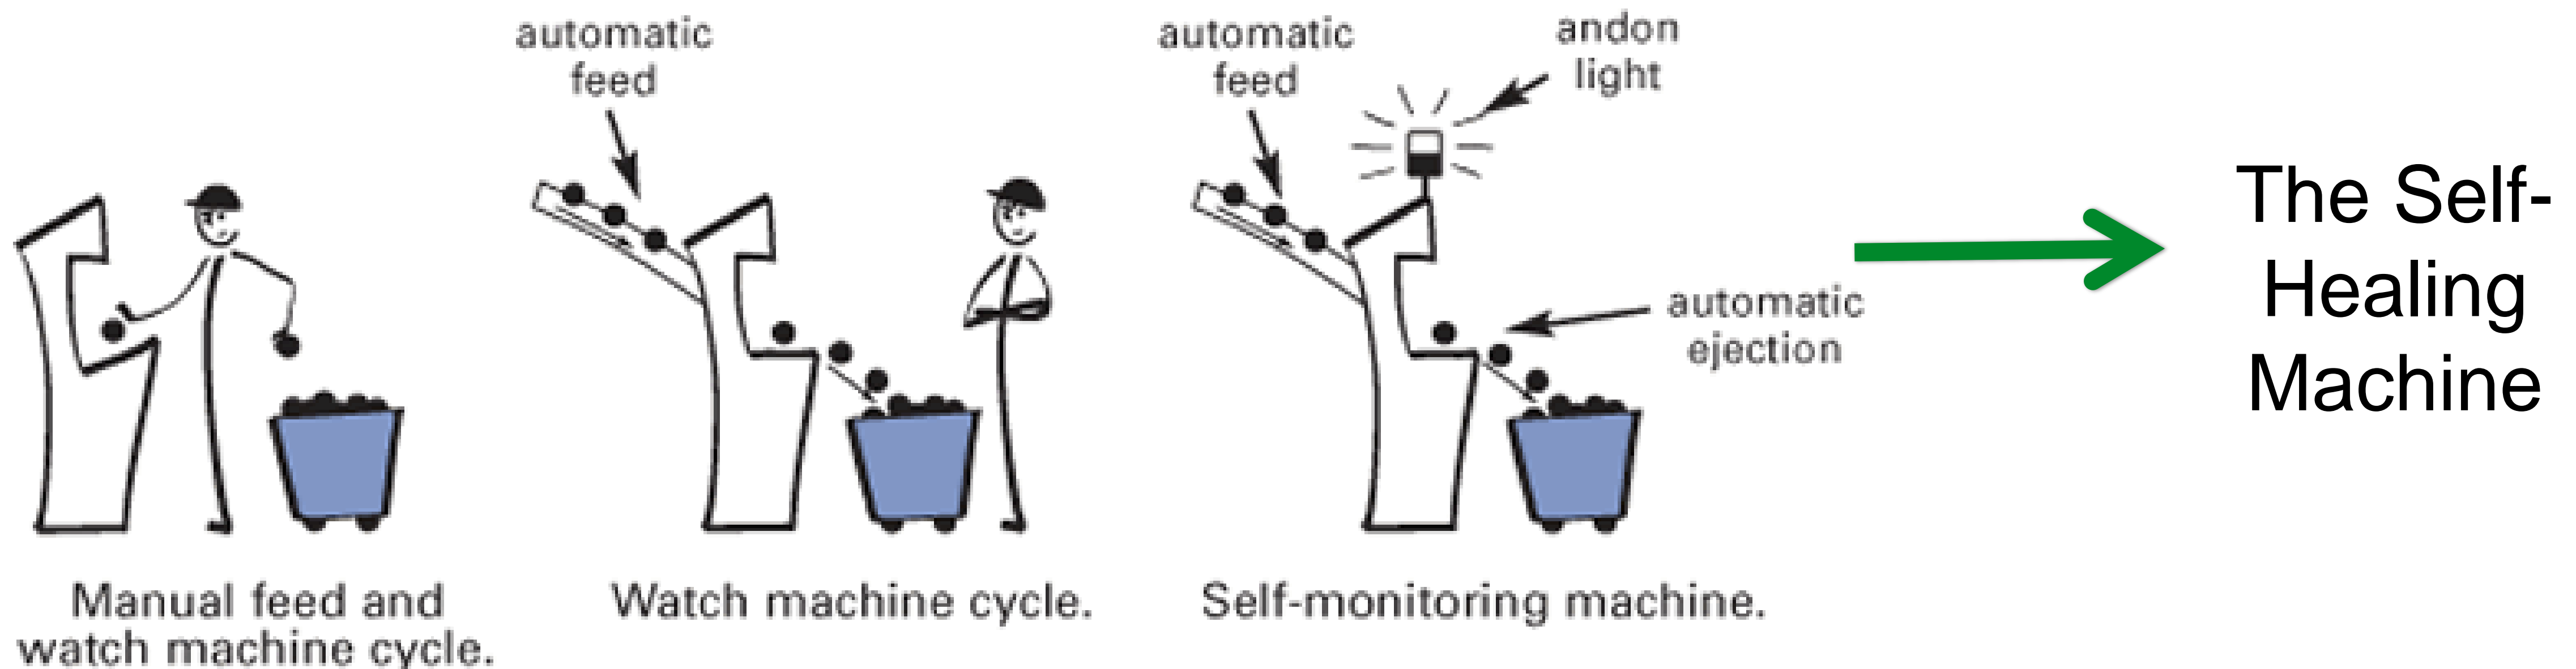 automatic
feed
automatic
feed
andon
light
automatic
ejection
The Self-
Healing
Machine
Manual feed and
watch machine cycle.
Watch machine cycle.
Self-monitoring machine.